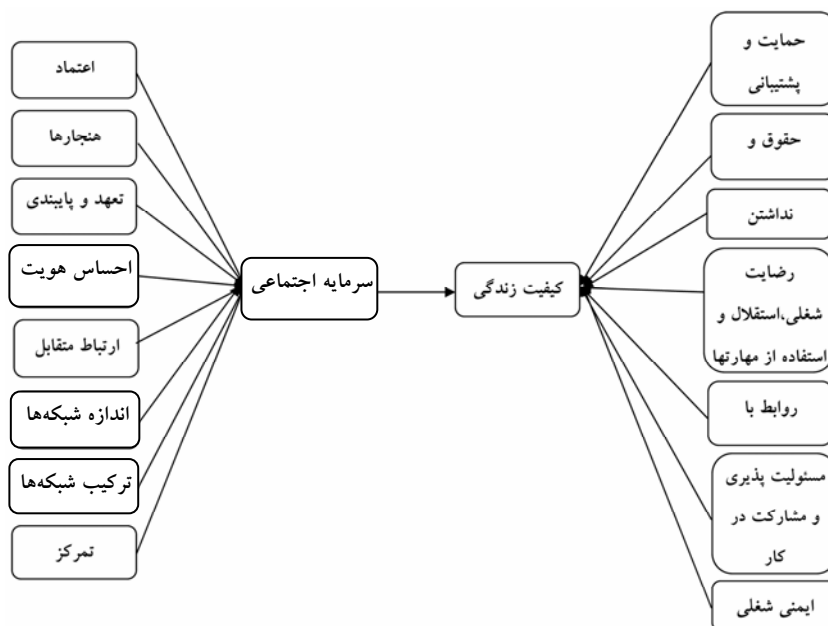 اعتماد
هنجارها
تعهد و پایبندی
احساس هویت
ارتباط متقابل
اندازه شبکه‌ها
ترکیب شبکه‌ها
تمرکز
سرمایه اجتماعی
کیفیت زندگی
حمایت و
پشتیبانی
حقوق و
نداشتن
رضایت
شغلی،استقلال و
استفاده از مهارتها
روابط با
مسئولیت پذیری
و مشارکت در
کار
ایمنی شغلی